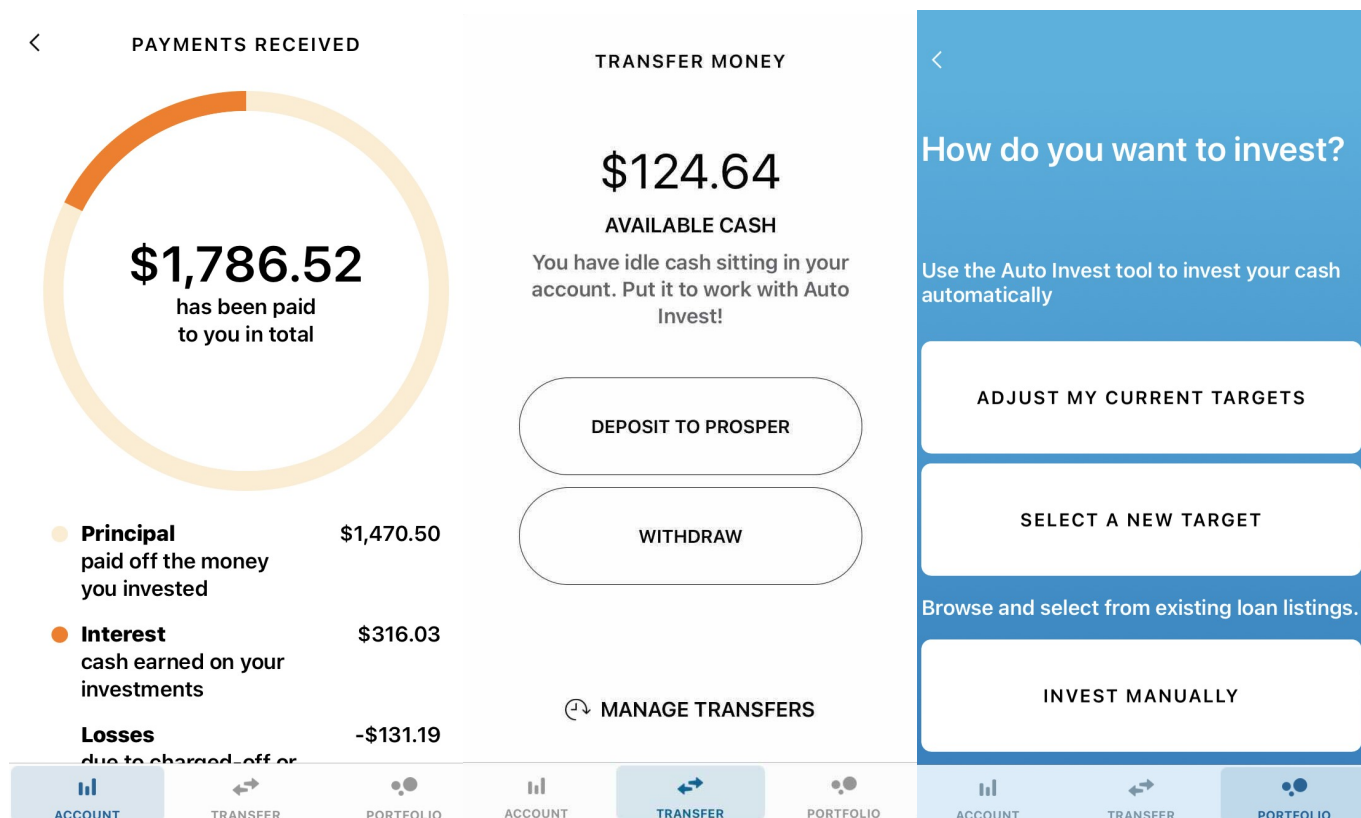 PAYMENTS RECEIVED
$1,786.52
has been paid
to you in total
Principal $1,470.50
paid off the money
you invested
Interest $316.03
cash earned on your
investments
Losses -$131.19
due to charged-off or
ACCOUNT TRANSFER PORTFOLIO
TRANSFER MONEY
$124.64
AVAILABLE CASH
You have idle cash sitting in your
account. Put it to work with Auto
Invest!
DEPOSIT TO PROSPER
WITHDRAW
MANAGE TRANSFERS
ACCOUNT TRANSFER PORTFOLIO
How do you want to invest?
Use the Auto Invest tool to invest your cash
automatically
ADJUST MY CURRENT TARGETS
SELECT A NEW TARGET
Browse and select from existing loan listings.
INVEST MANUALLY
ACCOUNT TRANSFER PORTFOLIO